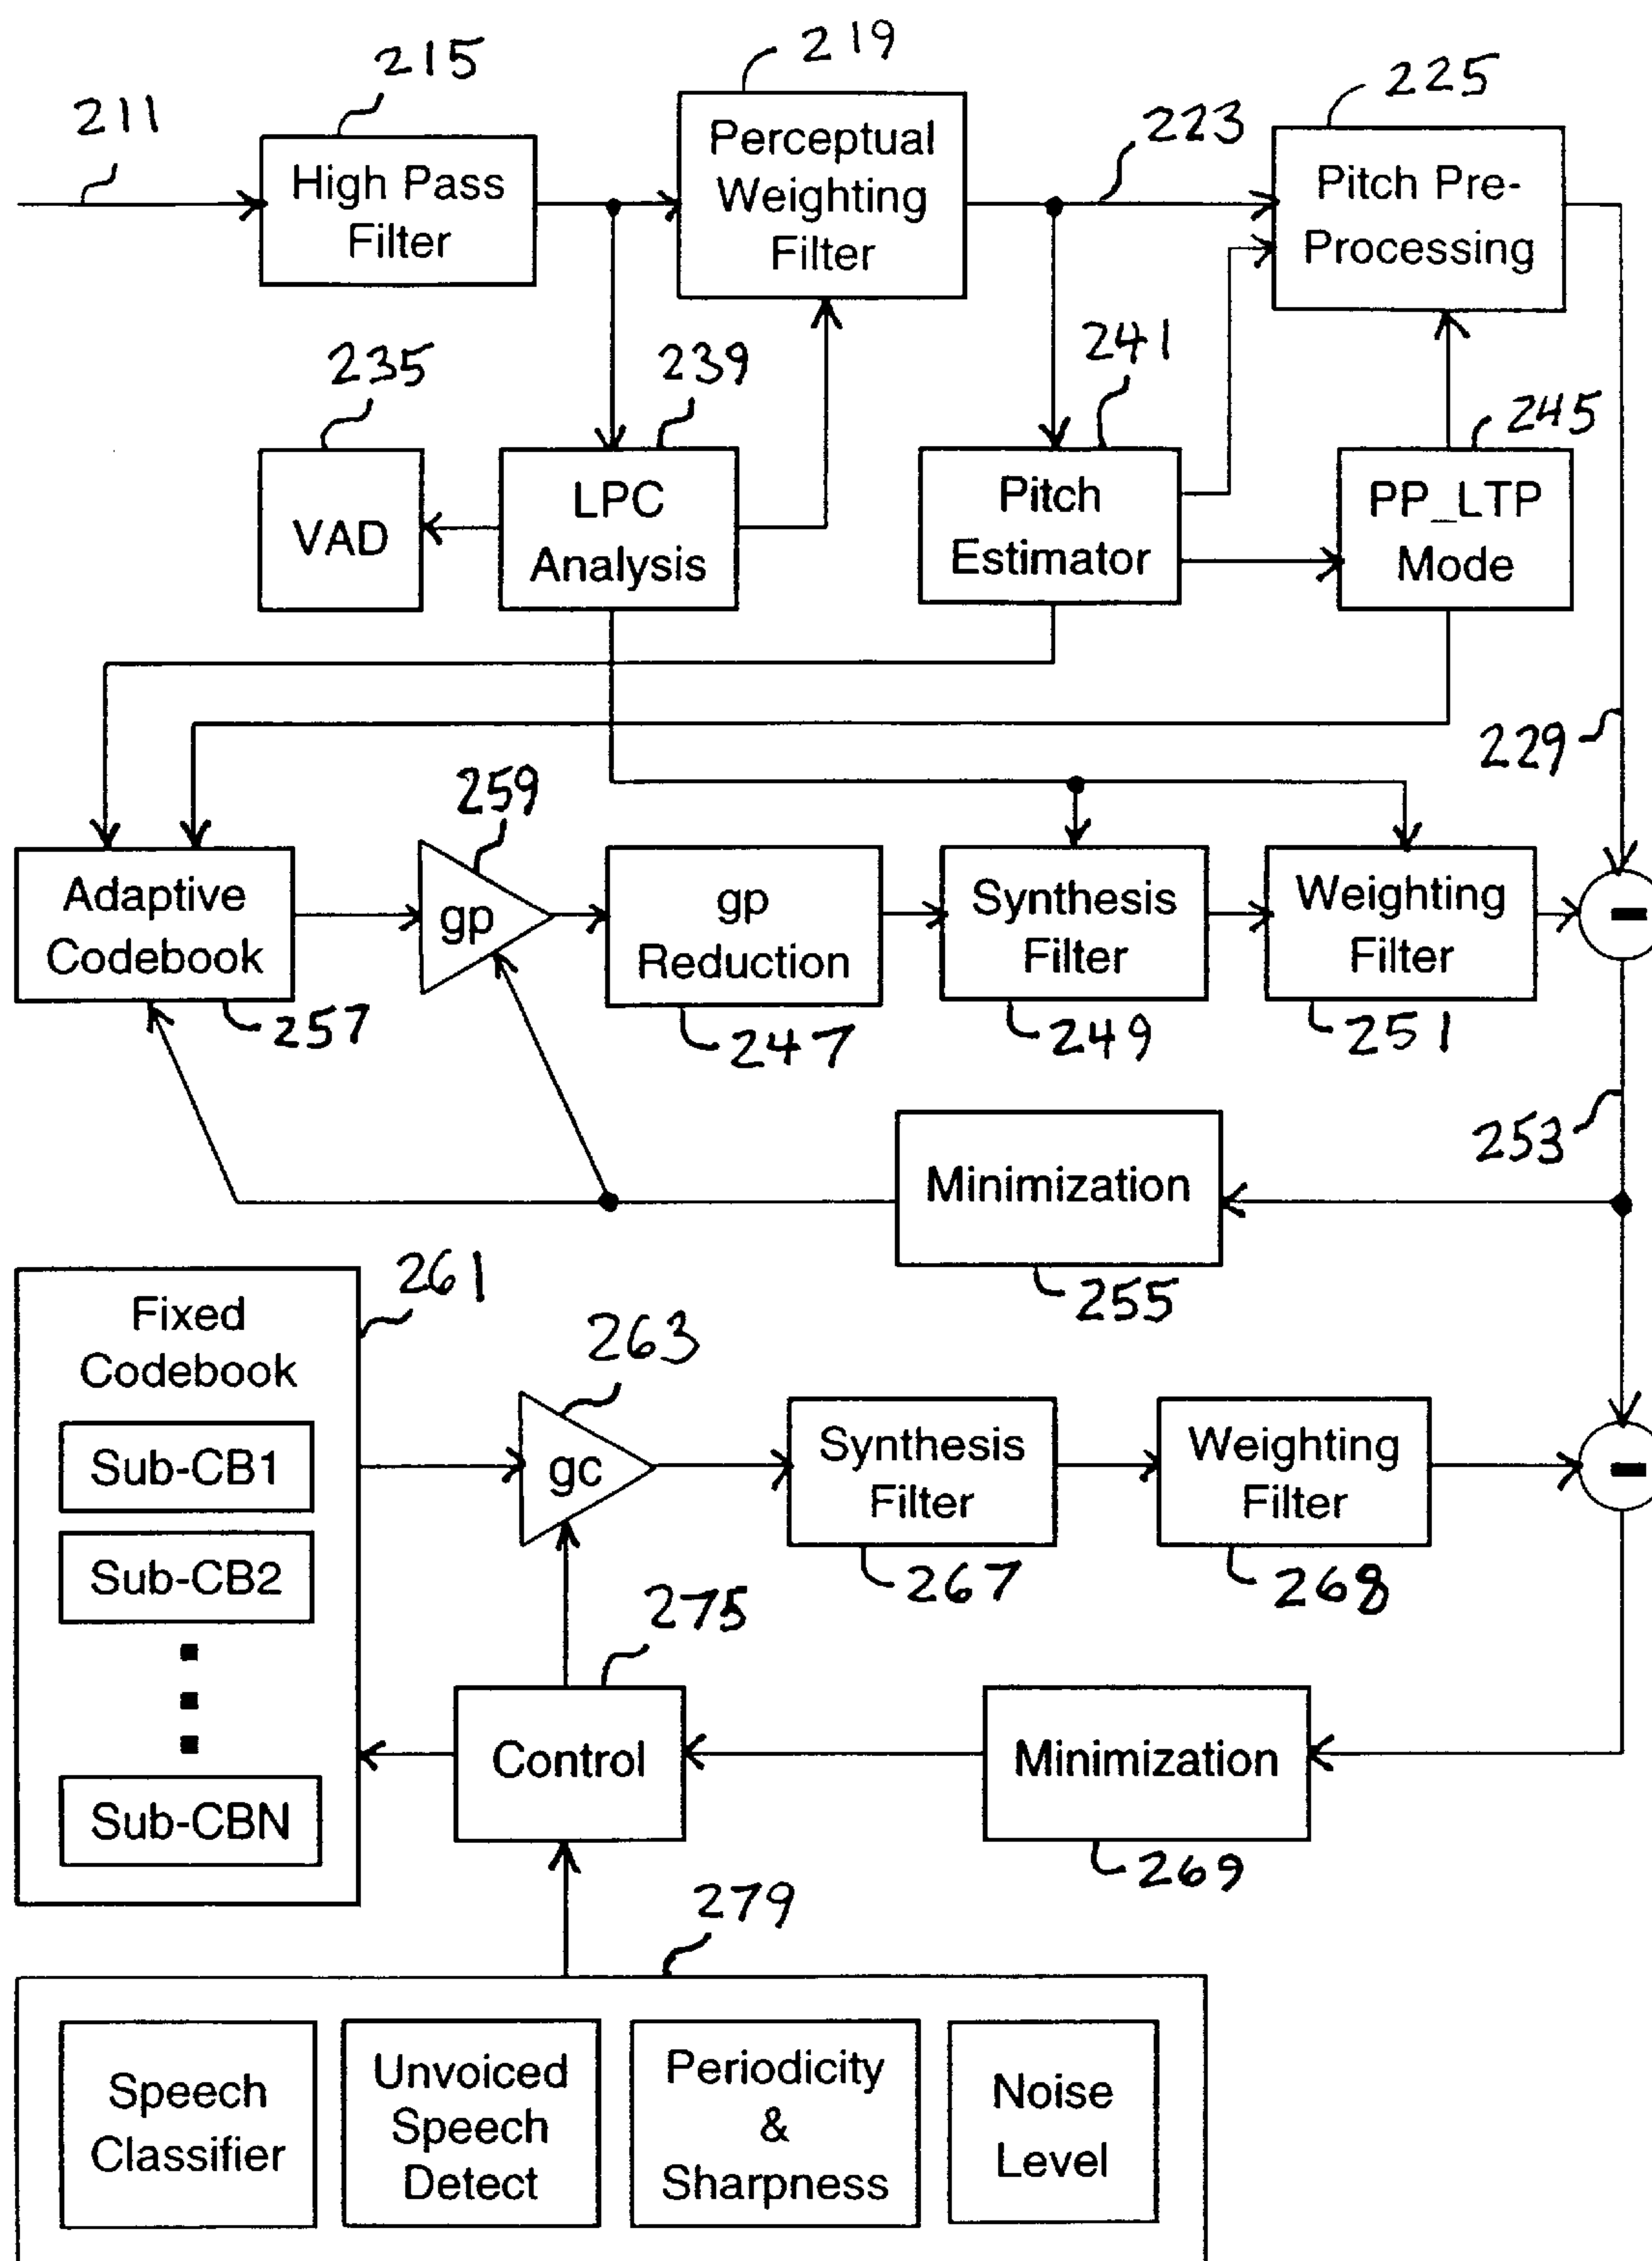 211
215
High Pass
Filter
219
Perceptual
Weighting
Filter
223
225
Pitch Pre-
Processing
235
VAD
239
LPC
Analysis
241
Pitch
Estimator
245
PP_LTP
Mode
229
Adaptive
Codebook
257
259
gp
gp
Reduction
247
Synthesis
Filter
249
Weighting
Filter
251
-
253
Minimization
255
261
Fixed
Codebook
Sub-CB1
Sub-CB2
Sub-CBN
263
gc
Synthesis
Filter
267
Weighting
Filter
268
-
275
Control
Minimization
269
279
Speech
Classifier
Unvoiced
Speech
Detect
Periodicity
&
Sharpness
Noise
Level